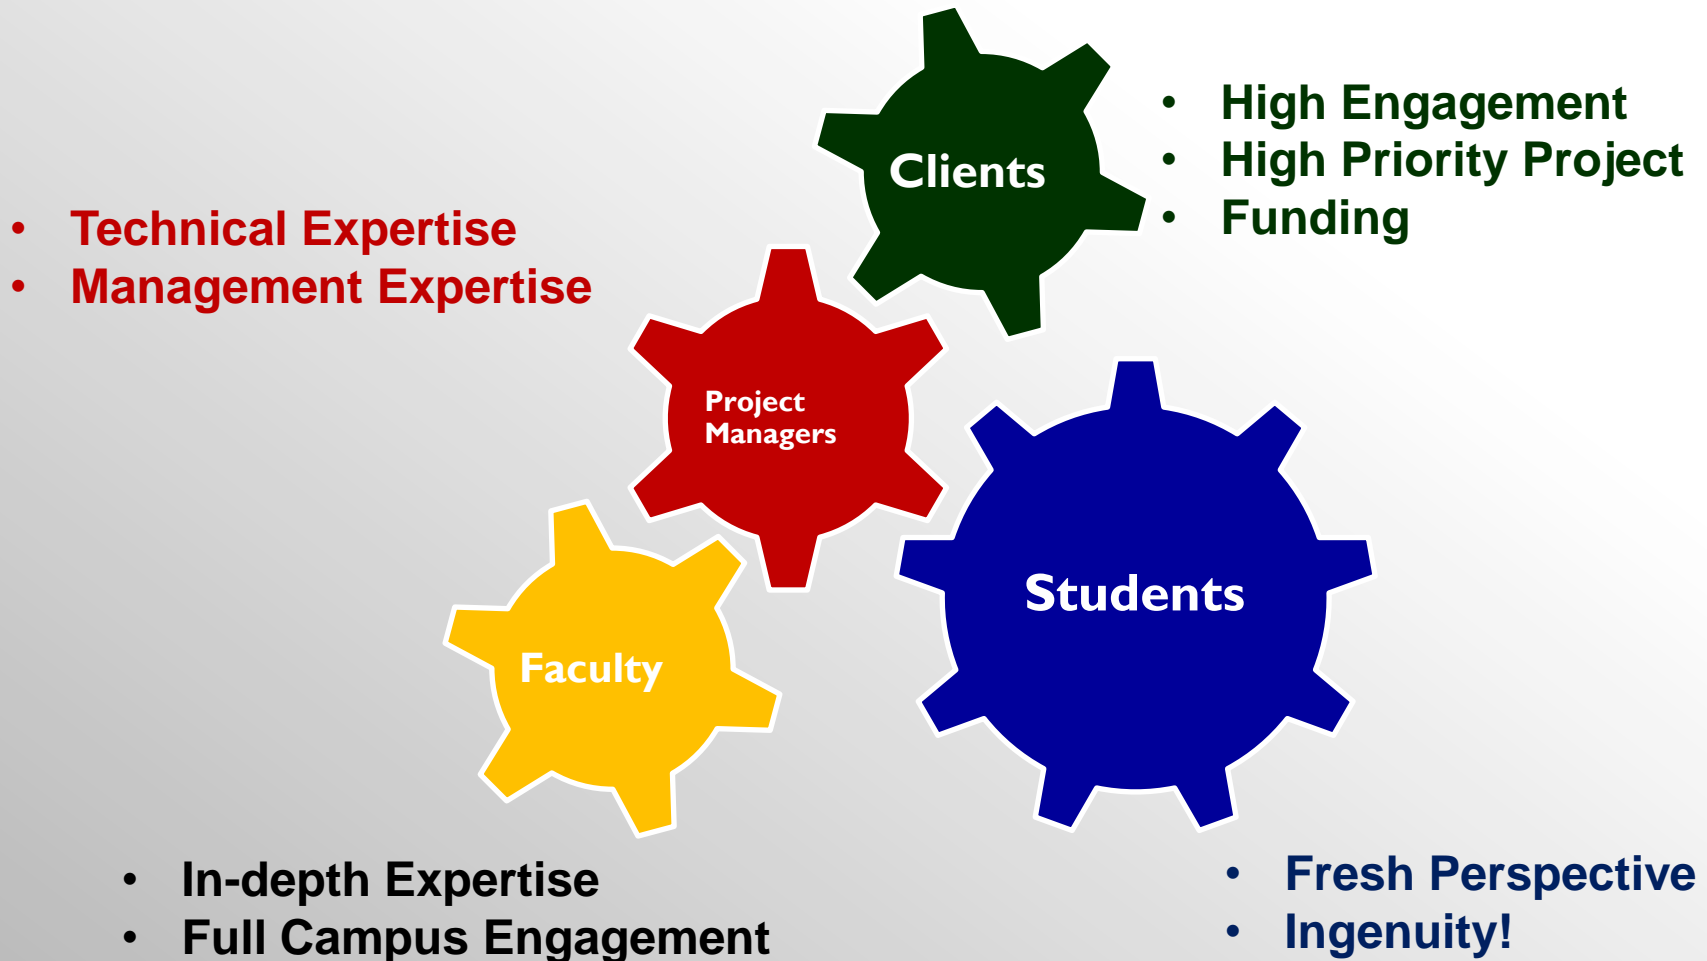 Clients
• High Engagement
• High Priority Project
• Funding
• Technical Expertise
• Management Expertise
Project
Managers
Students
Faculty
• In-depth Expertise
• Full Campus Engagement
• Fresh Perspective
• Ingenuity!